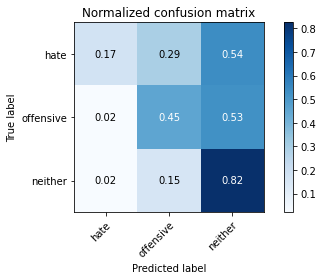 Normalized confusion matrix
hate 0.17 0.29 0.54
offensive 0.02 0.45 0.53
neither 0.02 0.15 0.82
hate offensive neither
True label
Predicted label
0.8
0.7
0.6
0.5
0.4
0.3
0.2
0.1